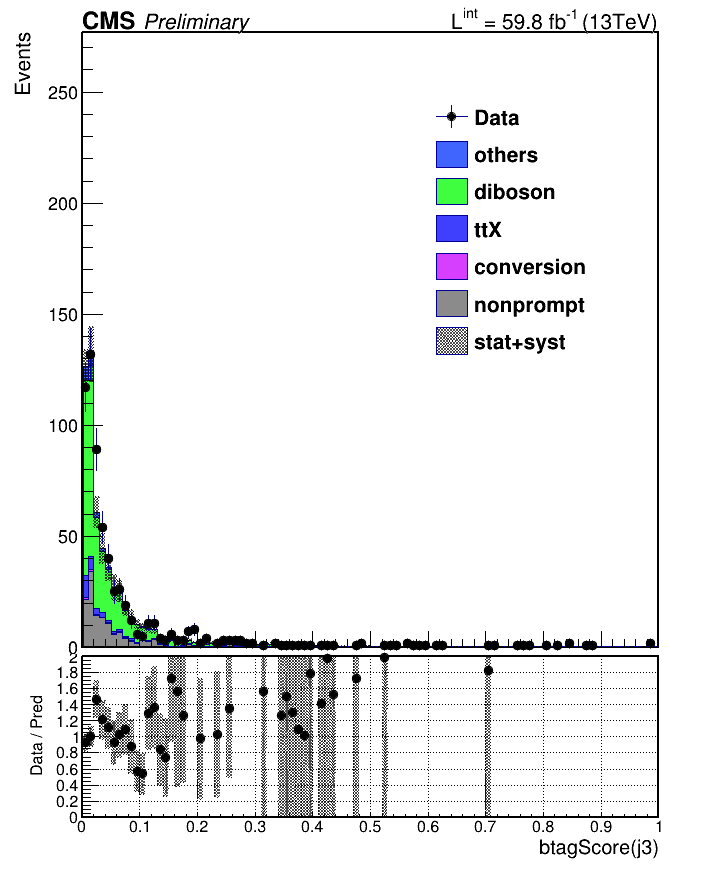 CMS Preliminary L^int = 59.8 fb^-1 (13TeV)
Events
250
200
150
100
50
0
Data
others
diboson
ttX
conversion
nonprompt
stat+syst
Data / Pred
2
1.8
1.6
1.4
1.2
1
0.8
0.6
0.4
0.2
0
0 0.1 0.2 0.3 0.4 0.5 0.6 0.7 0.8 0.9 1
btagScore(j3)